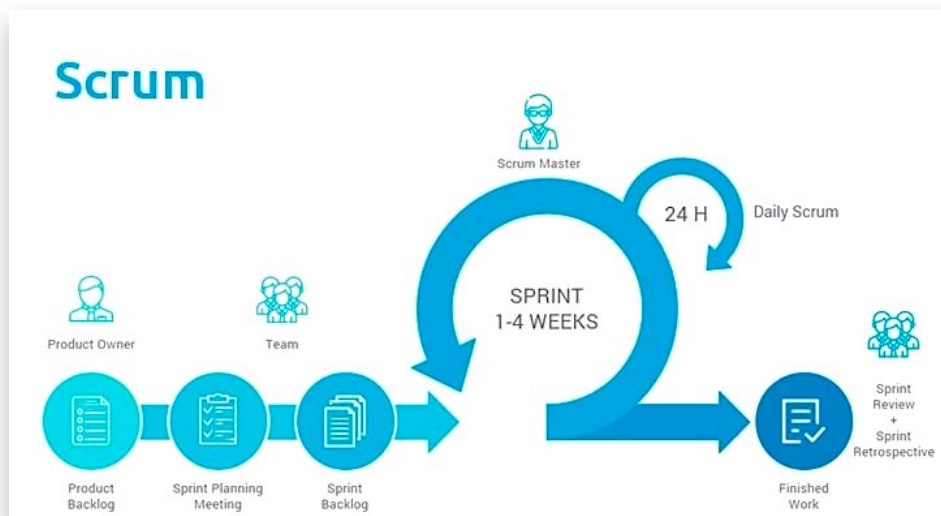 Scrum
Scrum Master
24 H
Daily Scrum
SPRINT
1-4 WEEKS
Product Owner
Team
Product
Backlog
Sprint Planning
Meeting
Sprint
Backlog
Finished
Work
Sprint
Review
+
Sprint
Retrospective